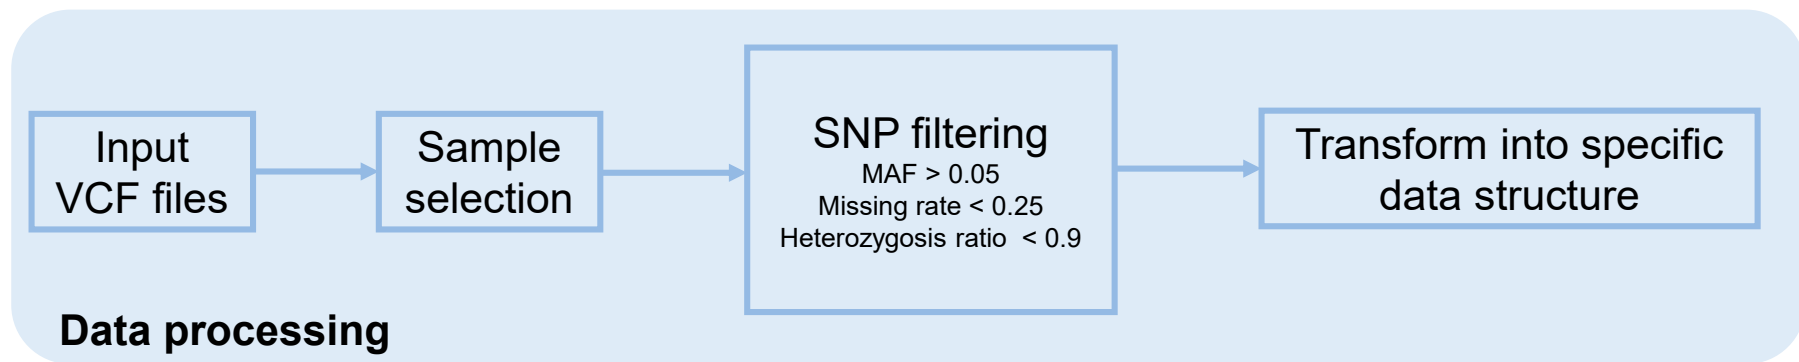 Input
VCF files
Sample
selection
SNP filtering
MAF > 0.05
Missing rate < 0.25
Heterozygosis ratio  < 0.9
Transform into specific
data structure
Data processing